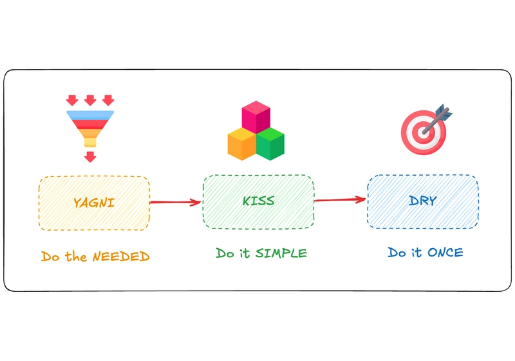 YAGNI
KISS
DRY
Do the NEEDED
Do it SIMPLE
Do it ONCE